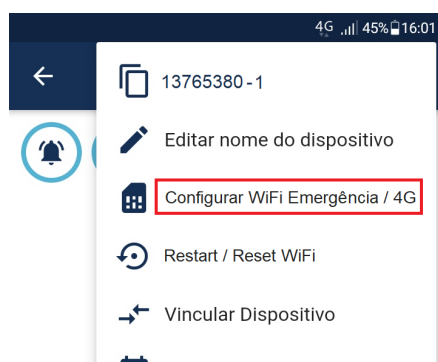 4G 45% 16:01
13765380-1
Editar nome do dispositivo
Configurar WiFi Emergência / 4G
Restart / Reset WiFi
Vincular Dispositivo